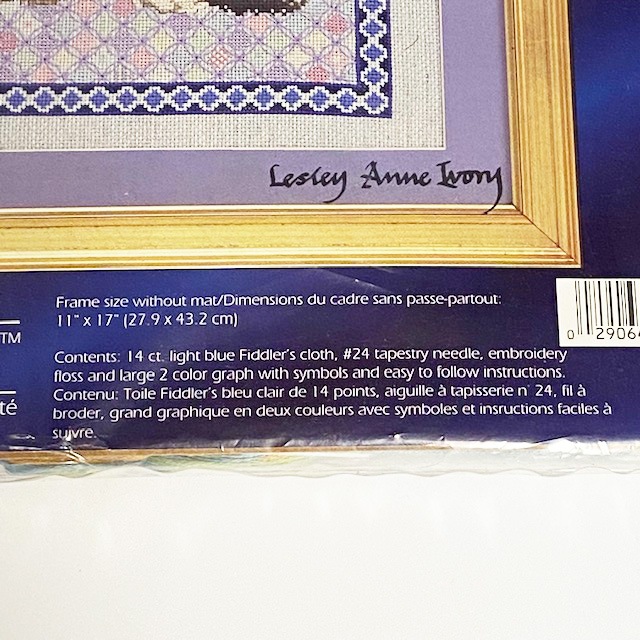 Lesley Anne Ivory
Frame size without mat/Dimensions du cadre sans passe-partout:
11" x 17" (27.9 x 43.2 cm)
TM
Contents: 14 ct. light blue Fiddler's cloth, #24 tapestry needle, embroidery
floss and large 2 color graph with symbols and easy to follow instructions.
Contenu: Toile Fiddler's bleu clair de 14 points, aiguille à tapisserie n° 24, fil à
broder, grand graphique en deux couleurs avec symboles et insructions faciles à
suivre.
té
0 29064